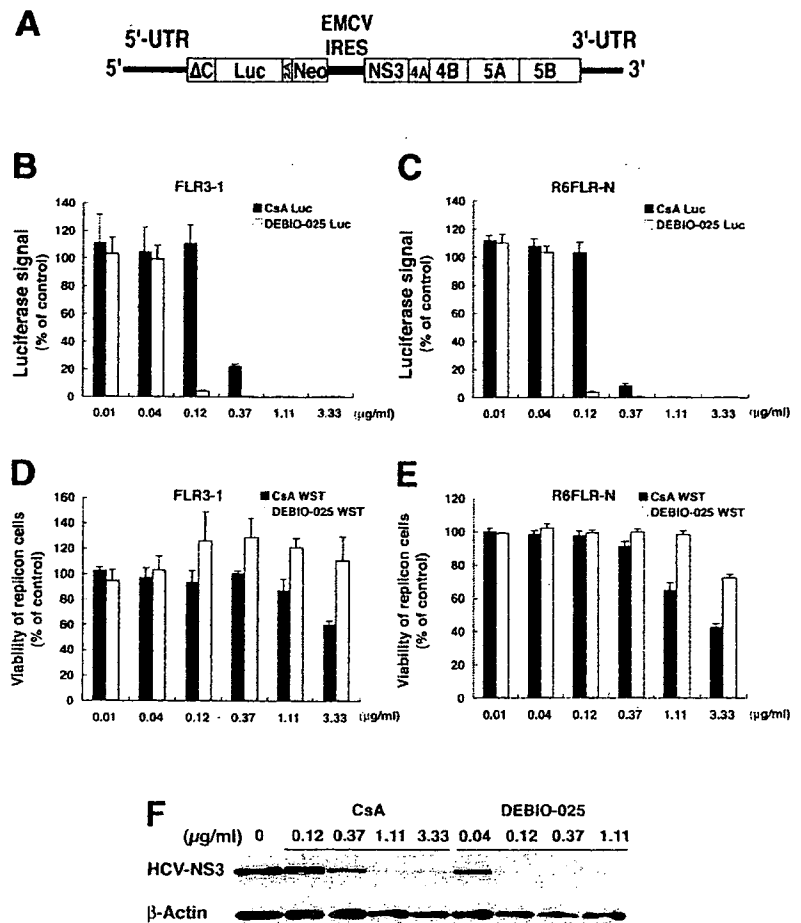 A
5'-UTR
EMCV
IRES
3'-UTR
5'
ΔC
Luc
Neo
NS3
4A
4B
5A
5B
3'
B
FLR3-1
CsA Luc
DEBIO-025 Luc
Luciferase signal
(% of control)
140
120
100
80
60
40
20
0
0.01 0.04 0.12 0.37 1.11 3.33 (μg/ml)
C
R6FLR-N
CsA Luc
DEBIO-025 Luc
Luciferase signal
(% of control)
140
120
100
80
60
40
20
0
0.01 0.04 0.12 0.37 1.11 3.33 (μg/ml)
D
FLR3-1
CsA WST
DEBIO-025 WST
Viability of replicon cells
(% of control)
160
140
120
100
80
60
40
20
0
0.01 0.04 0.12 0.37 1.11 3.33 (μg/ml)
E
R6FLR-N
CsA WST
DEBIO-025 WST
Viability of replicon cells
(% of control)
120
100
80
60
40
20
0
0.01 0.04 0.12 0.37 1.11 3.33 (μg/ml)
F
CsA DEBIO-025
(μg/ml) 0 0.12 0.37 1.11 3.33 0.04 0.12 0.37 1.11
HCV-NS3
β-Actin